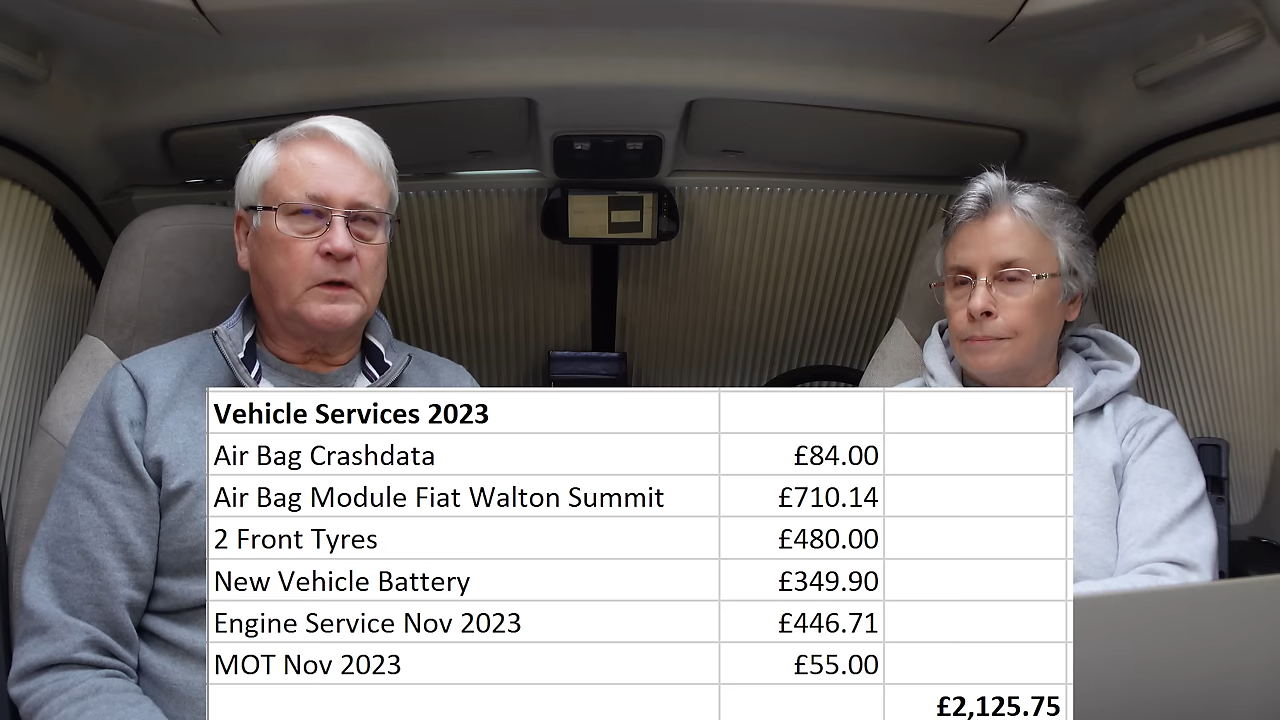 Vehicle Services 2023
Air Bag Crashdata £84.00
Air Bag Module Fiat Walton Summit £710.14
2 Front Tyres £480.00
New Vehicle Battery £349.90
Engine Service Nov 2023 £446.71
MOT Nov 2023 £55.00
£2,125.75